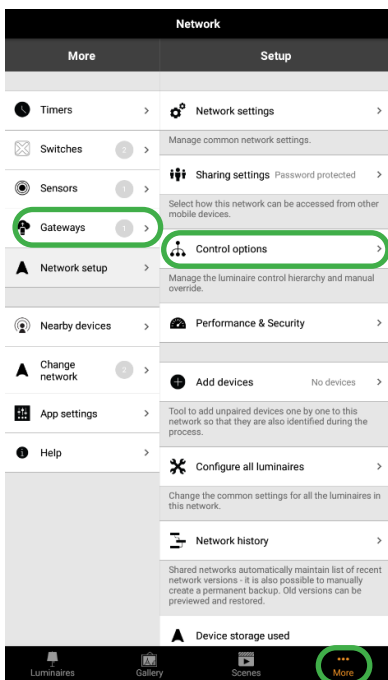 Network
More
Setup
Timers
Switches 2
Sensors 1
Gateways 1
Network setup
Nearby devices
Change
network 2
App settings
Help
Network settings
Manage common network settings.
Sharing settings Password protected
Select how this network can be accessed from other
mobile devices.
Control options
Manage the luminaire control hierarchy and manual
override.
Performance & Security
Add devices No devices
Tool to add unpaired devices one by one to this
network so that they are also identified during the
process.
Configure all luminaires
Change the common settings for all the luminaires in
this network.
Network history
Shared networks automatically maintain list of recent
network versions - it is also possible to manually
create a permanent backup. Old versions can be
previewed and restored.
Device storage used
Luminaires
Gallery
Scenes
More